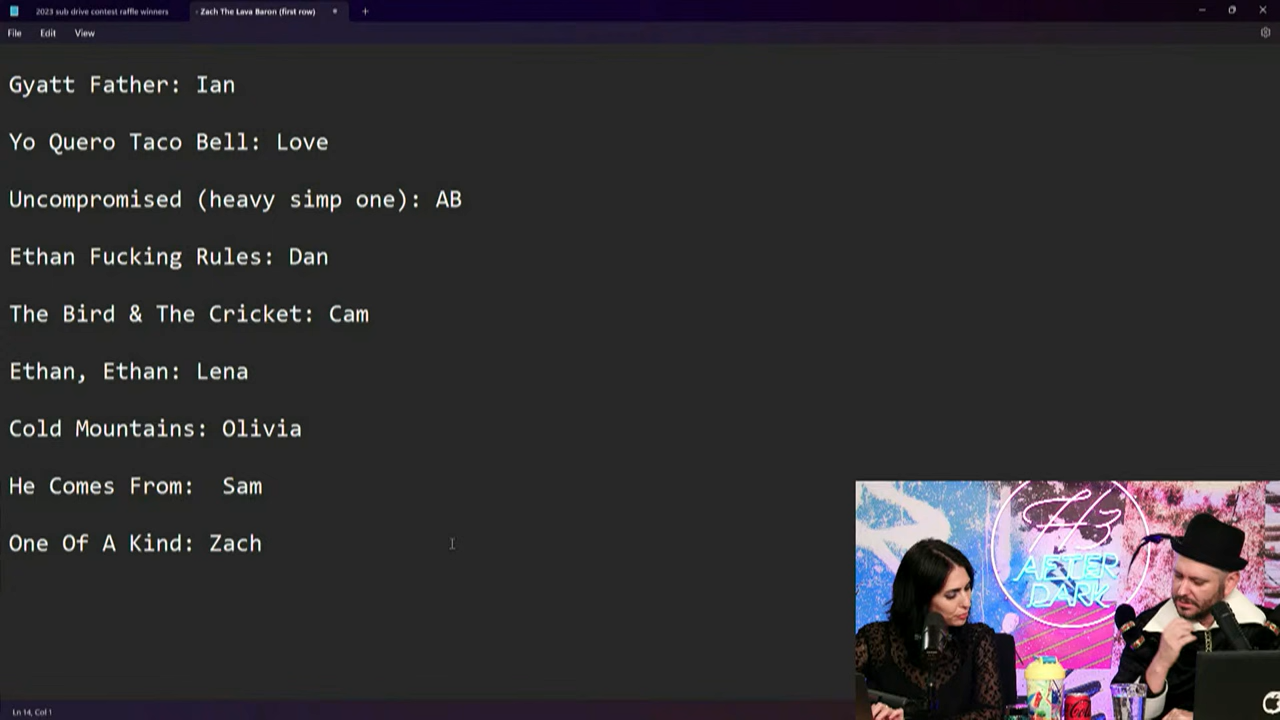 2023 sub drive contest raffle winners
Zach The Lava Baron (first row)
File Edit View
Gyatt Father: Ian
Yo Quero Taco Bell: Love
Uncompromised (heavy simp one): AB
Ethan Fucking Rules: Dan
The Bird & The Cricket: Cam
Ethan, Ethan: Lena
Cold Mountains: Olivia
He Comes From:  Sam
One Of A Kind: Zach
H3
AFTER
DARK
Ln 14, Col 1